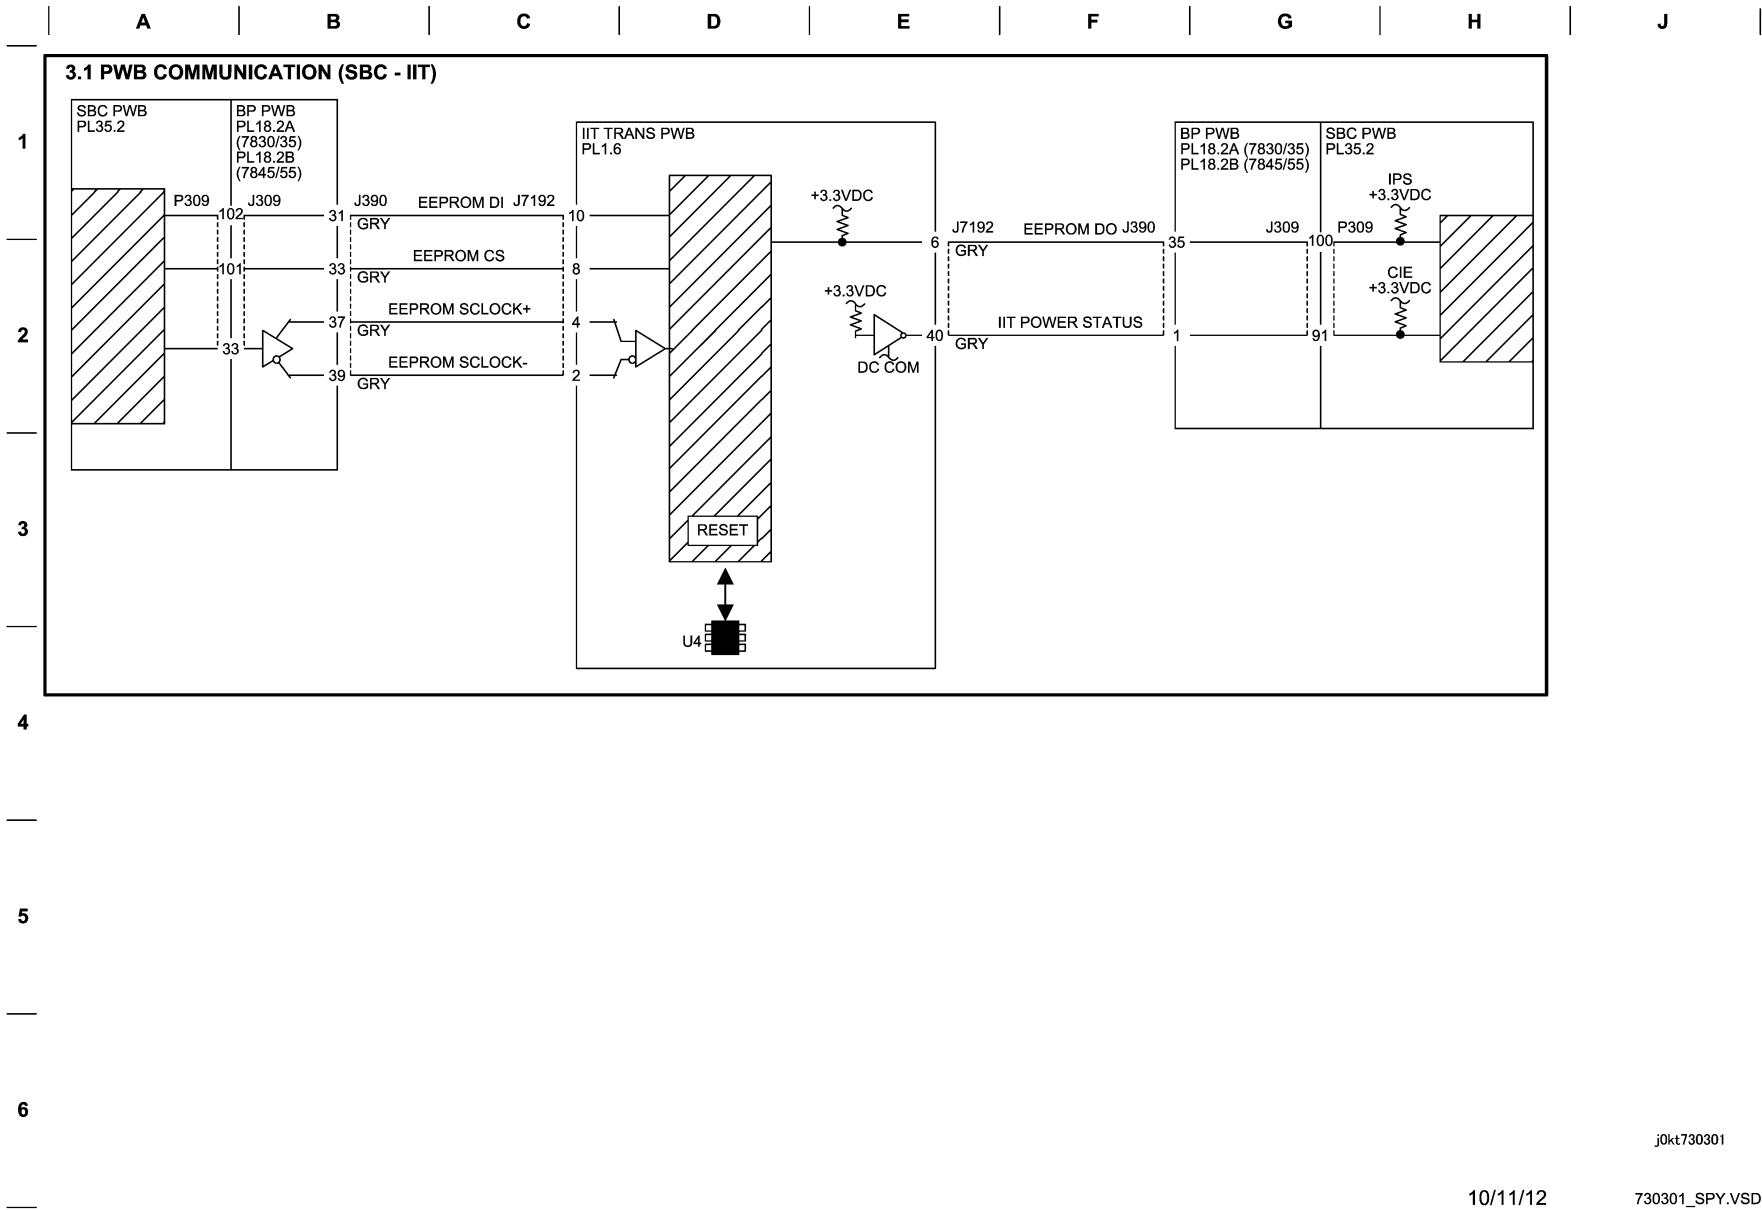 A B C D E F G H J
3.1 PWB COMMUNICATION (SBC - IIT)
1
2
3
4
5
6
SBC PWB
PL35.2
BP PWB
PL18.2A
(7830/35)
PL18.2B
(7845/55)
P309
102
J309
31
J390
GRY
EEPROM DI
J7192
10
101
33
GRY
EEPROM CS
8
33
37
GRY
EEPROM SCLOCK+
4
39
GRY
EEPROM SCLOCK-
2
IIT TRANS PWB
PL1.6
RESET
U4
+3.3VDC
6
J7192
GRY
EEPROM DO
J390
35
+3.3VDC
DC COM
40
GRY
IIT POWER STATUS
1
BP PWB
PL18.2A (7830/35)
PL18.2B (7845/55)
SBC PWB
PL35.2
J309
100
P309
IPS
+3.3VDC
91
CIE
+3.3VDC
j0kt730301
10/11/12
730301_SPY.VSD